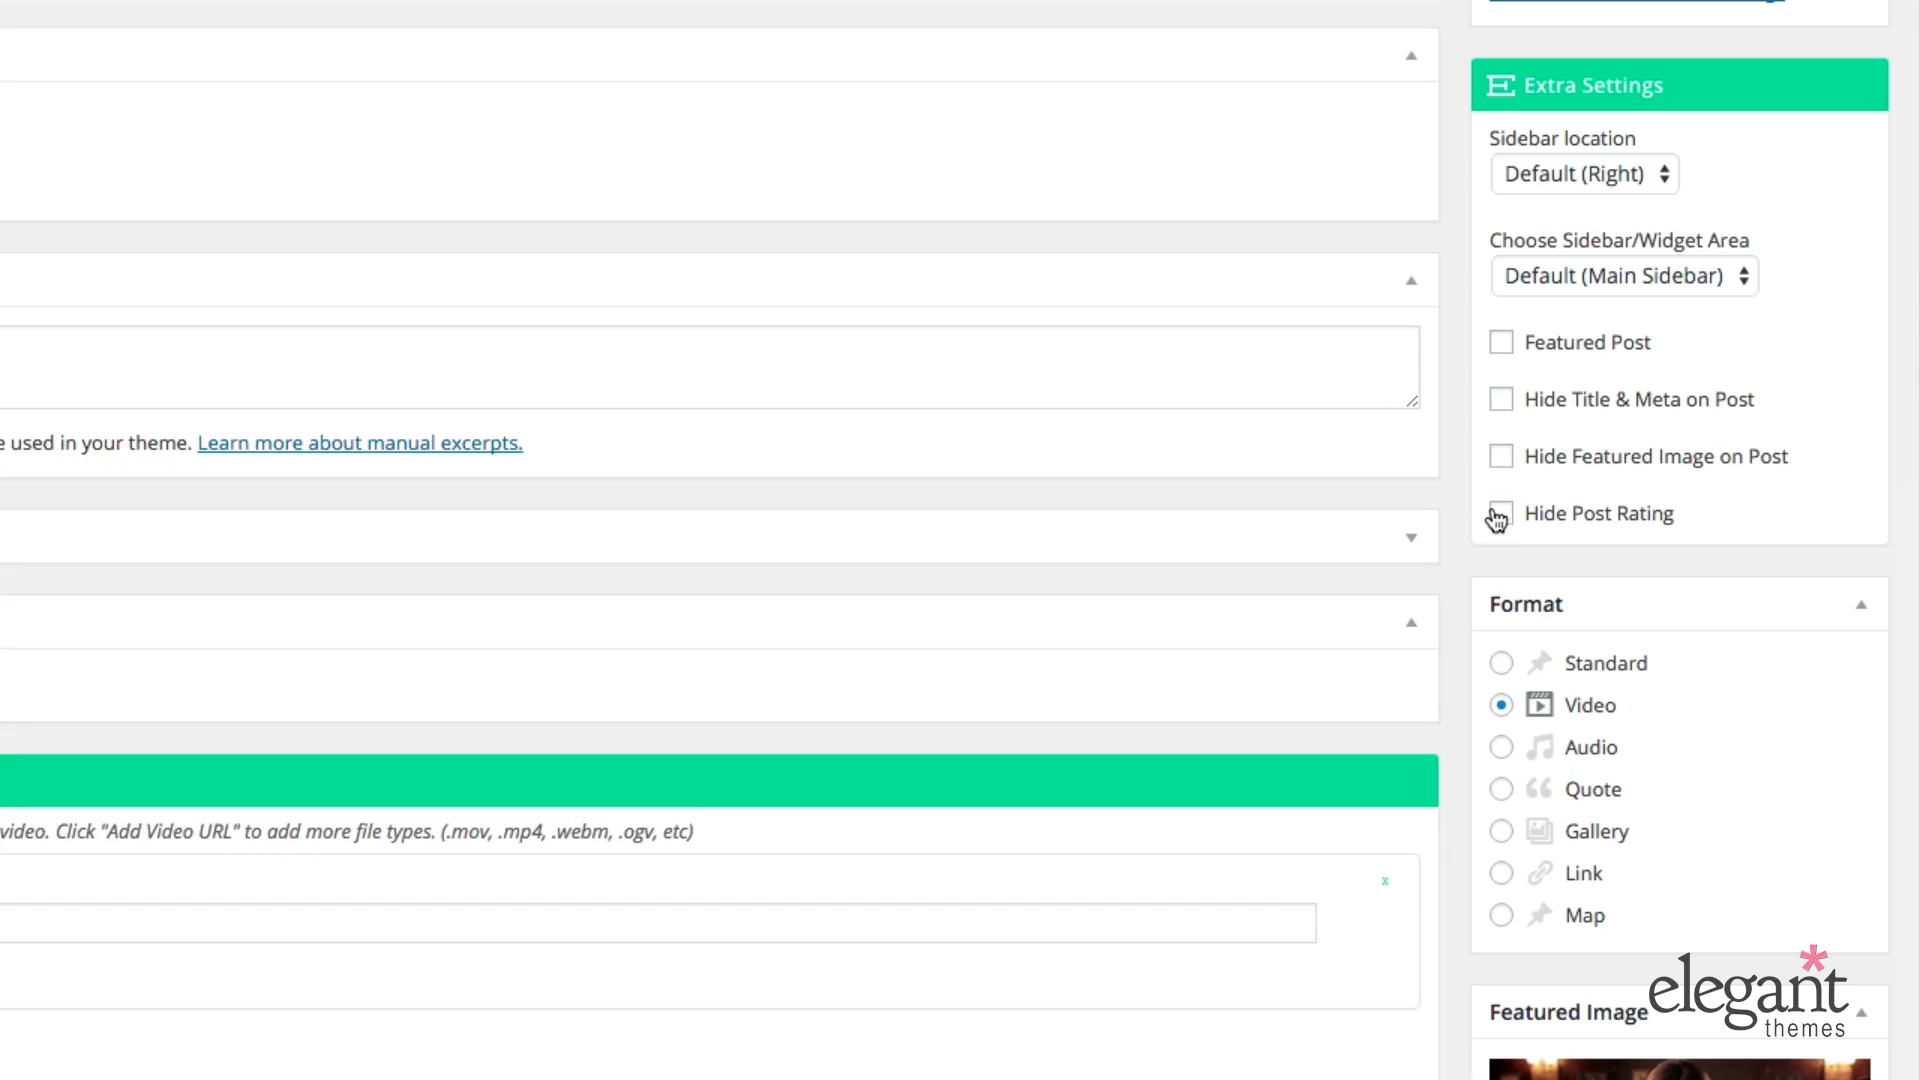 Extra Settings
Sidebar location
Default (Right)
Choose Sidebar/Widget Area
Default (Main Sidebar)
Featured Post
Hide Title & Meta on Post
Hide Featured Image on Post
Hide Post Rating
used in your theme. Learn more about manual excerpts.
video. Click "Add Video URL" to add more file types. (.mov, .mp4, .webm, .ogv, etc)
x
Format
Standard
Video
Audio
Quote
Gallery
Link
Map
Featured Image
elegant
themes